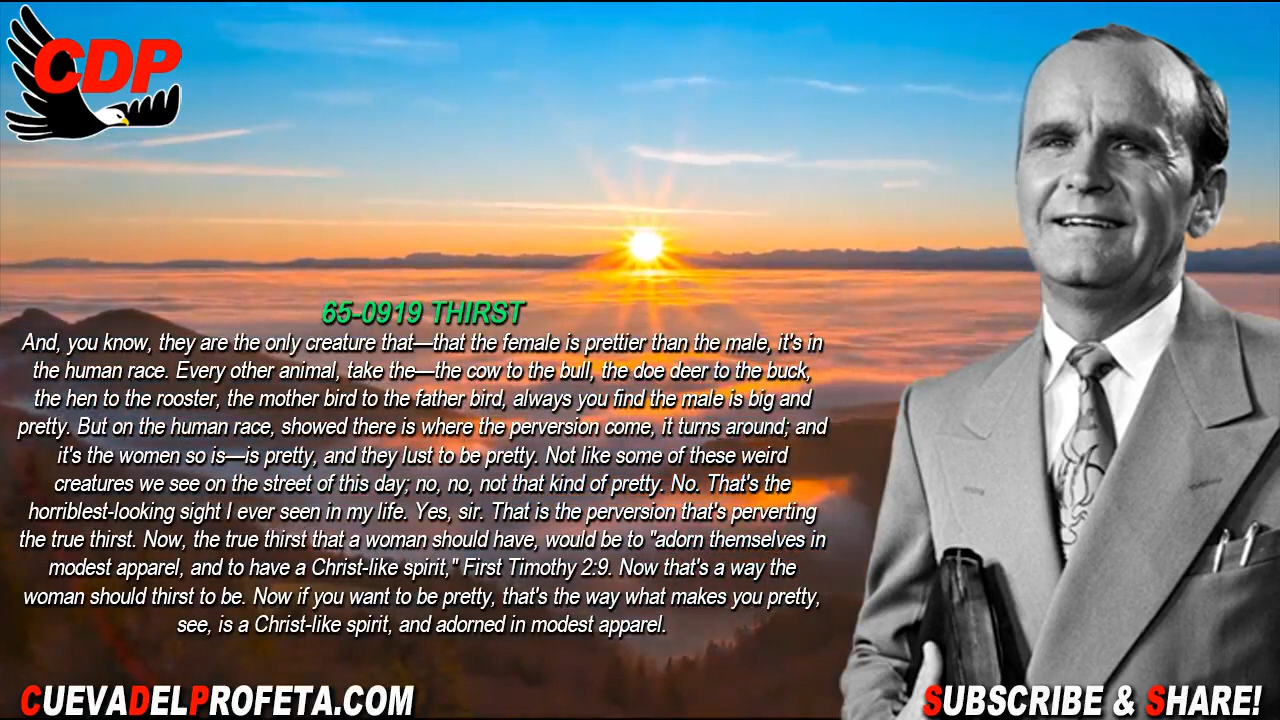 CDP
65-0919 THIRST
And, you know, they are the only creature that—that the female is prettier than the male, it's in
the human race. Every other animal, take the—the cow to the bull, the doe deer to the buck,
the hen to the rooster, the mother bird to the father bird, always you find the male is big and
pretty. But on the human race, showed there is where the perversion come, it turns around; and
it's the women so is—is pretty, and they lust to be pretty. Not like some of these weird
creatures we see on the street of this day; no, no, not that kind of pretty. No. That's the
horriblest-looking sight I ever seen in my life. Yes, sir. That is the perversion that's perverting
the true thirst. Now, the true thirst that a woman should have, would be to "adorn themselves in
modest apparel, and to have a Christ-like spirit," First Timothy 2:9. Now that's a way the
woman should thirst to be. Now if you want to be pretty, that's the way what makes you pretty,
see, is a Christ-like spirit, and adorned in modest apparel.
CUEVADELPROFETA.COM
SUBSCRIBE & SHARE!